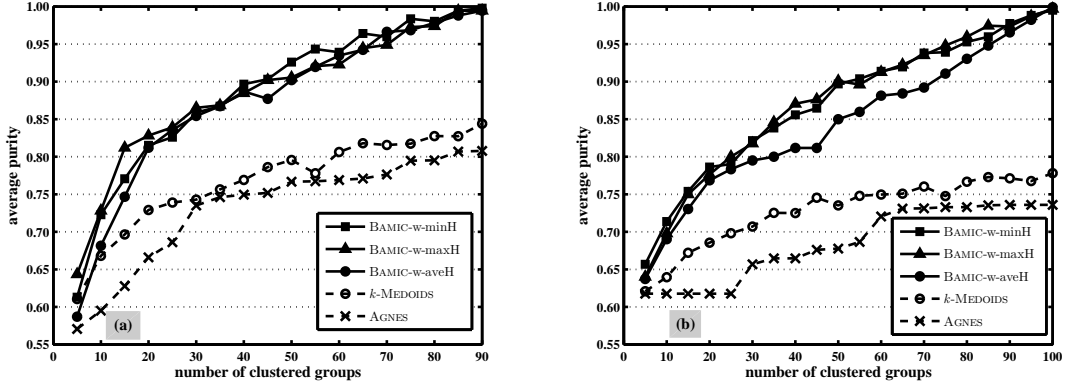 1.00
0.95
0.90
0.85
0.80
0.75
0.70
0.65
0.60
0.55
average purity
0 10 20 30 40 50 60 70 80 90
number of clustered groups
(a)
BAMIC-w-minH
BAMIC-w-maxH
BAMIC-w-aveH
k-MEDOIDS
AGNES
1.00
0.95
0.90
0.85
0.80
0.75
0.70
0.65
0.60
0.55
average purity
0 10 20 30 40 50 60 70 80 90 100
number of clustered groups
(b)
BAMIC-w-minH
BAMIC-w-maxH
BAMIC-w-aveH
k-MEDOIDS
AGNES